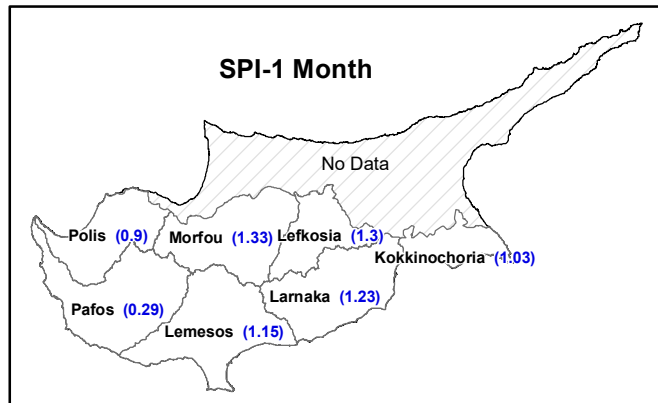 SPI-1 Month
No Data
Polis (0.9)
Morfou (1.33)
Lefkosia (1.3)
Kokkinochoria (1.03)
Pafos (0.29)
Larnaka (1.23)
Lemesos (1.15)